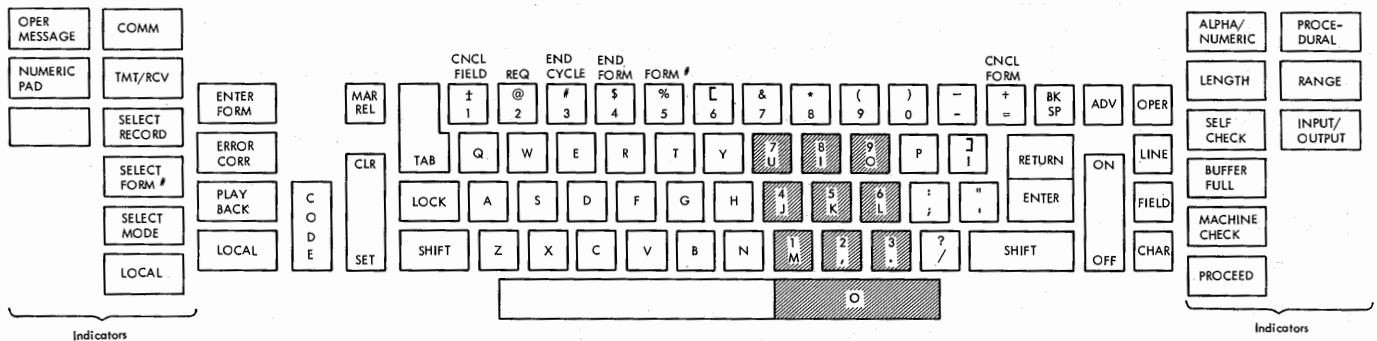 OPER
MESSAGE
COMM
NUMERIC
PAD
TMT/RCV
SELECT
RECORD
SELECT
FORM #
SELECT
MODE
LOCAL
Indicators
ENTER
FORM
ERROR
CORR
PLAY
BACK
LOCAL
C
O
D
E
MAR
REL
CLR
SET
CNCL
FIELD
REQ
END
CYCLE
END
FORM
FORM #
CNCL
FORM
TAB
‡
1
@
2
#
3
$
4
%
5
[
6
&
7
*
8
(
9
)
0
_
-
+
=
BK
SP
ADV
OPER
Q
W
E
R
T
Y
7
U
8
I
9
O
P
]
!
RETURN
ON
LINE
LOCK
A
S
D
F
G
H
4
J
5
K
6
L
:
;
"
'
ENTER
FIELD
SHIFT
Z
X
C
V
B
N
1
M
2
,
3
.
?
/
SHIFT
OFF
CHAR
O
ALPHA/
NUMERIC
PROCE-
DURAL
LENGTH
RANGE
SELF
CHECK
INPUT/
OUTPUT
BUFFER
FULL
MACHINE
CHECK
PROCEED
Indicators